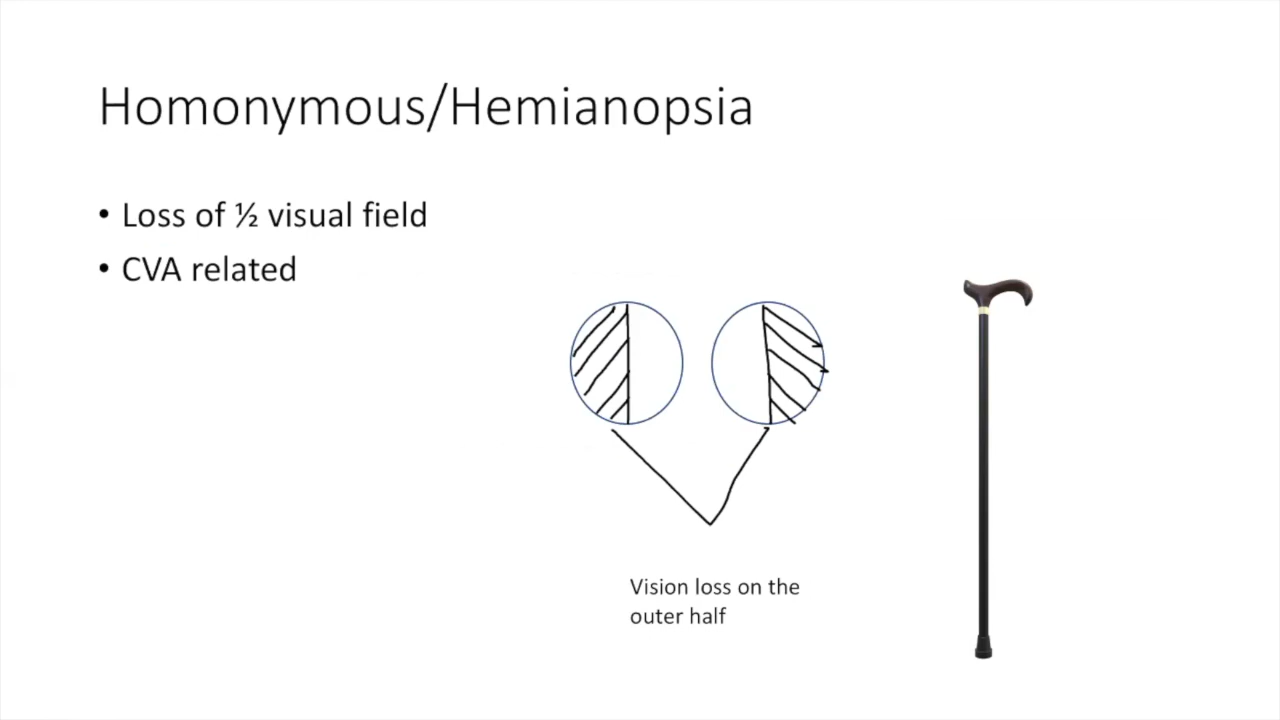 Homonymous/Hemianopsia
• Loss of ½ visual field
• CVA related
Vision loss on the
outer half